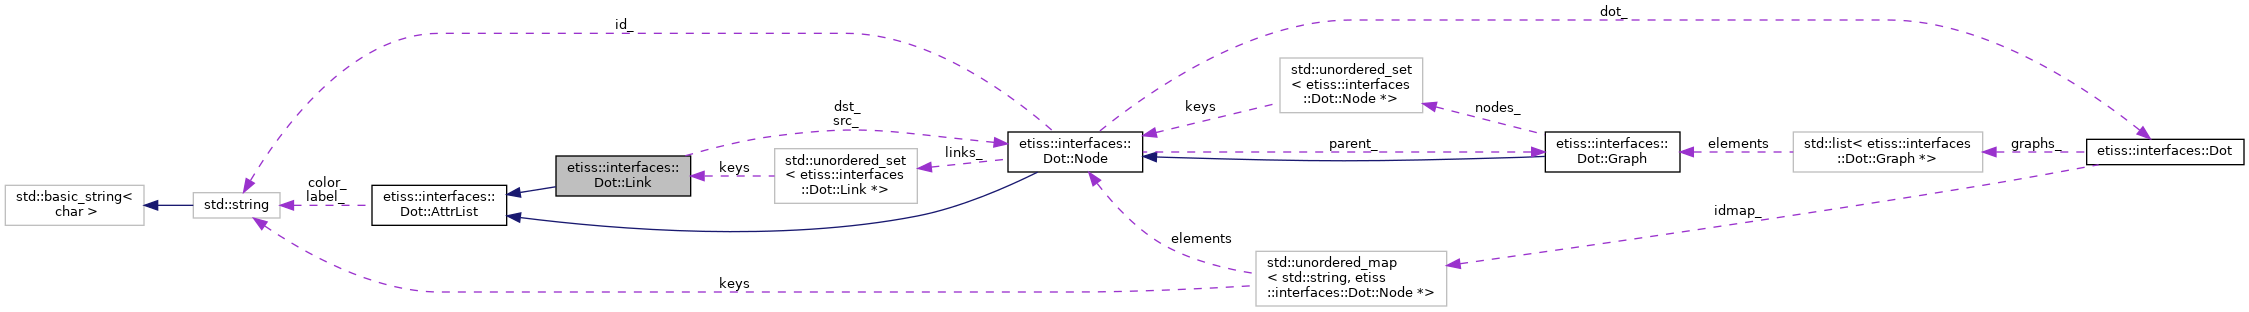 id_
dot_
std::unordered_set
< etiss::interfaces
::Dot::Node *>
dst_
src_
keys
nodes_
etiss::interfaces::
Dot::Node
etiss::interfaces::
Dot::Graph
parent_
elements
std::list< etiss::interfaces
::Dot::Graph *>
graphs_
etiss::interfaces::Dot
links_
std::unordered_set
< etiss::interfaces
::Dot::Link *>
keys
etiss::interfaces::
Dot::Link
color_
label_
etiss::interfaces::
Dot::AttrList
std::string
std::basic_string<
char >
idmap_
elements
std::unordered_map
< std::string, etiss
::interfaces::Dot::Node *>
keys